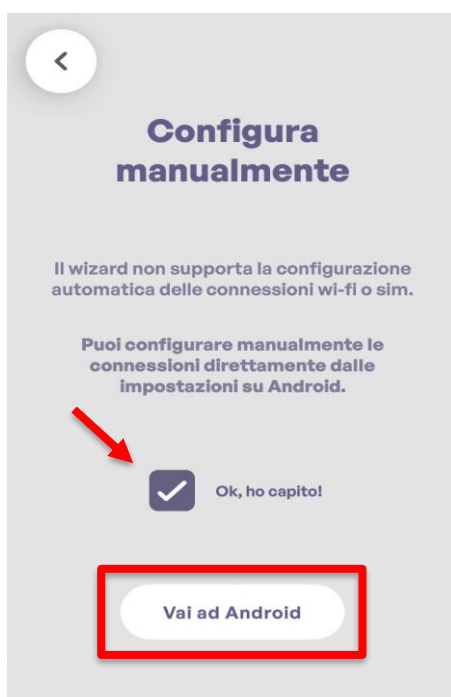 Configura
manualmente
Il wizard non supporta la configurazione
automatica delle connessioni wi-fi o sim.
Puoi configurare manualmente le
connessioni direttamente dalle
impostazioni su Android.
Ok, ho capito!
Vai ad Android